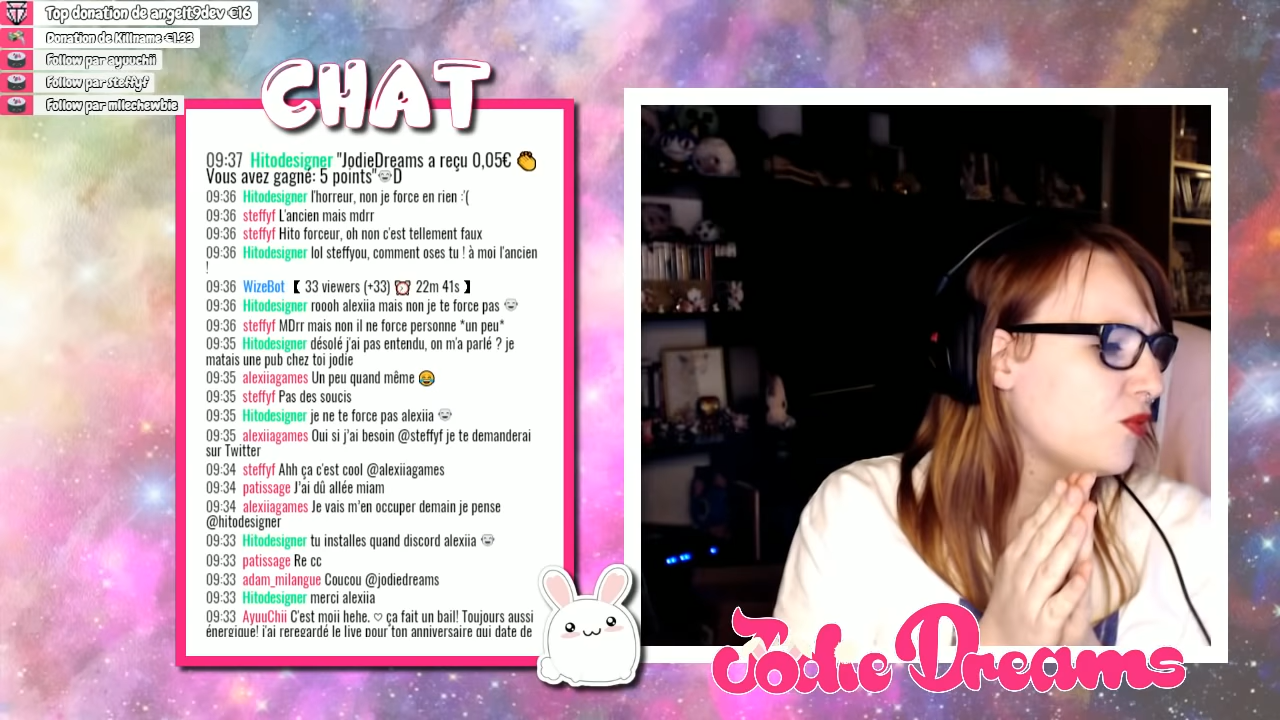 Top donation de angel19dev €16
Donation de Killname €1.33
Follow par ayuuchii
Follow par steffyf
Follow par mllechewbie
CHAT
09:37 Hitodesigner "JodieDreams a reçu 0,05€
Vous avez gagné: 5 points" D
09:36 Hitodesigner l'horreur, non je force en rien :'(
09:36 steffyf L'ancien mais mdrr
09:36 steffyf Hito forceur, oh non c'est tellement faux
09:36 Hitodesigner lol steffyou, comment oses tu ! à moi l'ancien
!
09:36 WizeBot 【 33 viewers (+33) ⏰ 22m 41s 】
09:36 Hitodesigner roooh alexiia mais non je te force pas
09:36 steffyf MDrr mais non il ne force personne *un peu*
09:35 Hitodesigner désolé j'ai pas entendu, on m'a parlé ? je
matais une pub chez toi jodie
09:35 alexiiagames Un peu quand même 😂
09:35 steffyf Pas des soucis
09:35 Hitodesigner je ne te force pas alexiia
09:35 alexiiagames Oui si j'ai besoin @steffyf je te demanderai
sur Twitter
09:34 steffyf Ahh ça c'est cool @alexiiagames
09:34 patissage J'ai dû allée miam
09:34 alexiiagames Je vais m'en occuper demain je pense
@hitodesigner
09:33 Hitodesigner tu installes quand discord alexiia
09:33 patissage Re cc
09:33 adam_milangue Coucou @jodiedreams
09:33 Hitodesigner merci alexiia
09:33 AyuuChii C'est moii hehe. ♡ ça fait un bail! Toujours aussi
énergique! j'ai reregardé le live pour ton anniversaire qui date de
Jodie Dreams